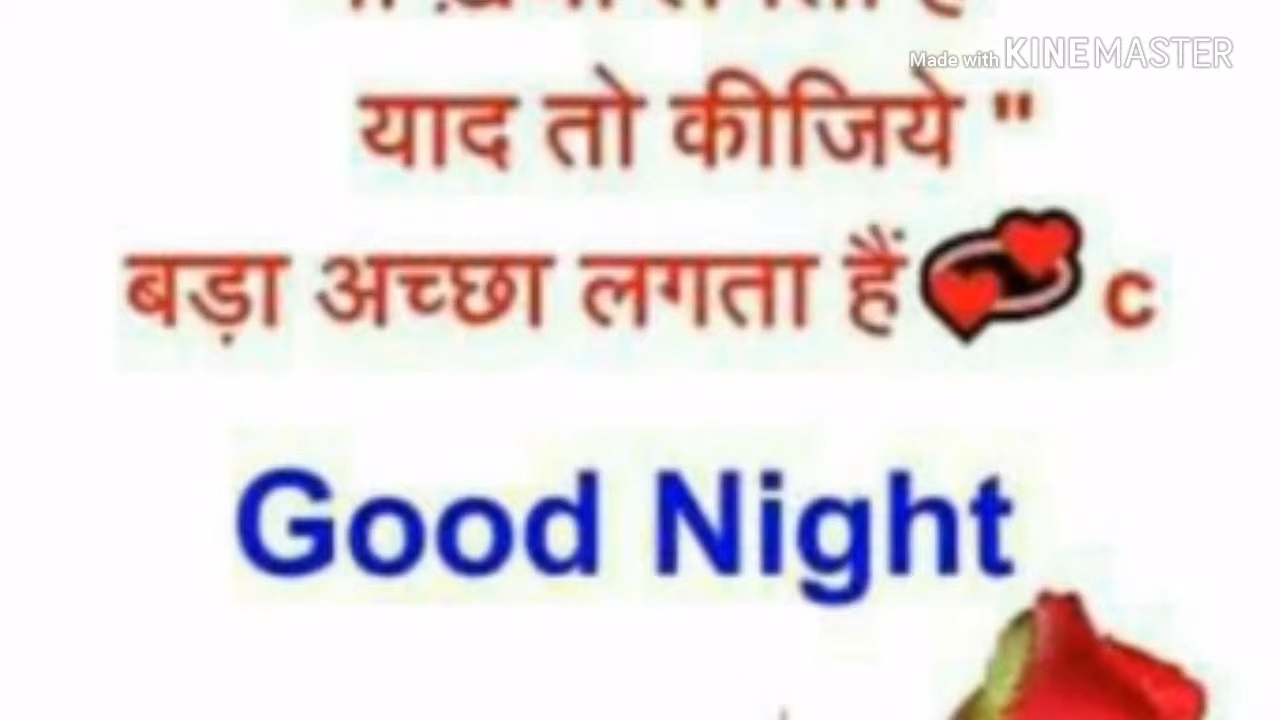 Made with KINEMASTER
याद तो कीजिये "
बड़ा अच्छा लगता हैं💞 c
Good Night